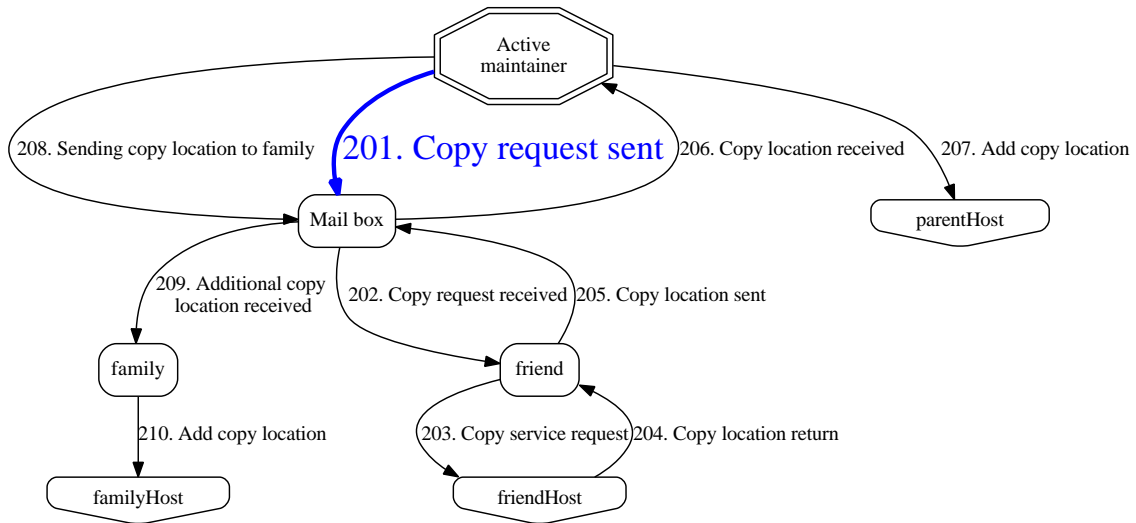 Active
maintainer
208. Sending copy location to family
201. Copy request sent
206. Copy location received
207. Add copy location
Mail box
parentHost
209. Additional copy
location received
202. Copy request received
205. Copy location sent
family
friend
210. Add copy location
203. Copy service request
204. Copy location return
familyHost
friendHost